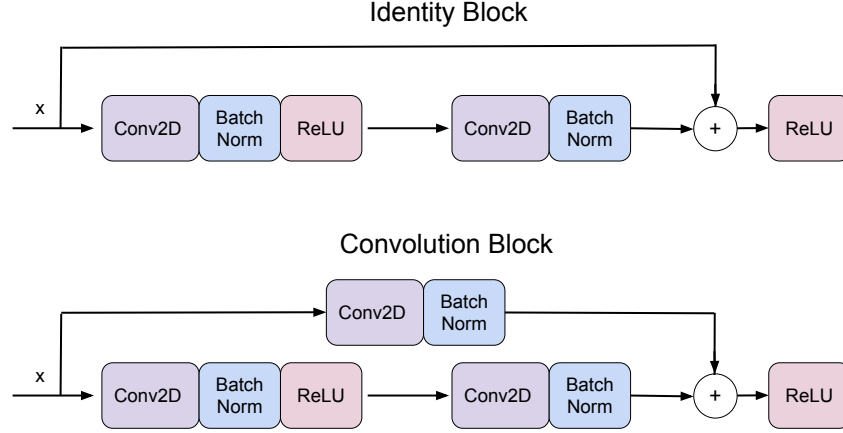 Identity Block
x
Conv2D
Batch
Norm
ReLU
Conv2D
Batch
Norm
+
ReLU
Convolution Block
Conv2D
Batch
Norm
x
Conv2D
Batch
Norm
ReLU
Conv2D
Batch
Norm
+
ReLU